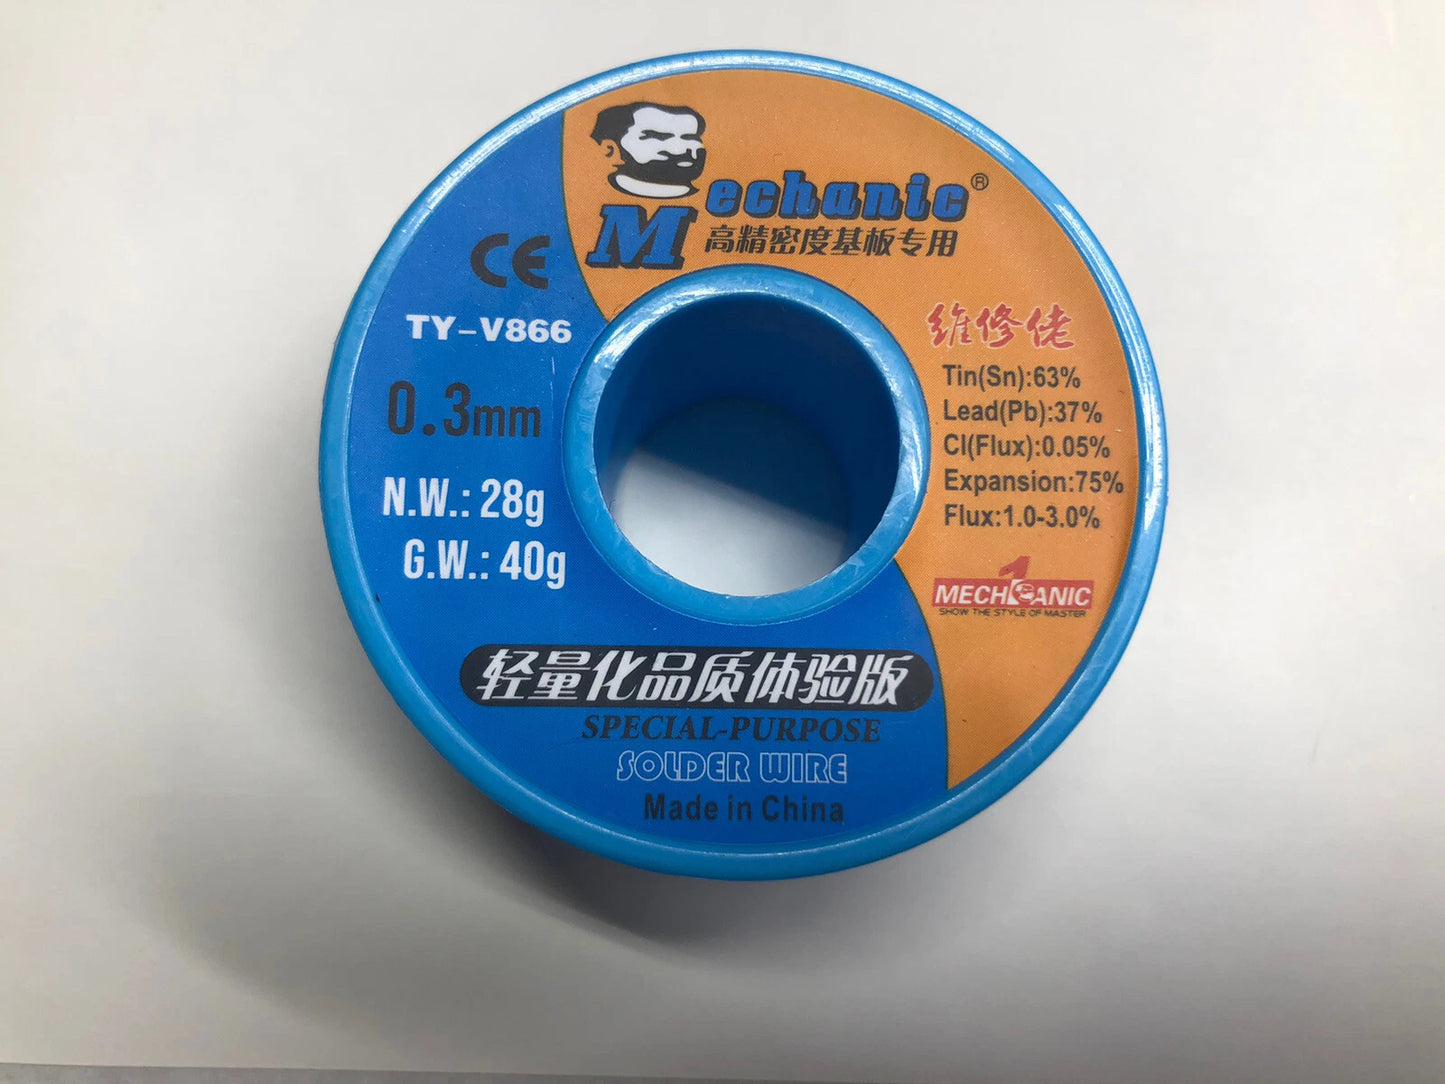 Mechanic®
高精密度基板专用
CE
TY-V866
0.3mm
N.W.: 28g
G.W.: 40g
维修佬
Tin(Sn):63%
Lead(Pb):37%
Cl(Flux):0.05%
Expansion:75%
Flux:1.0-3.0%
1
MECHANIC
SHOW THE STYLE OF MASTER
轻量化品质体验版
SPECIAL-PURPOSE
SOLDER WIRE
Made in China